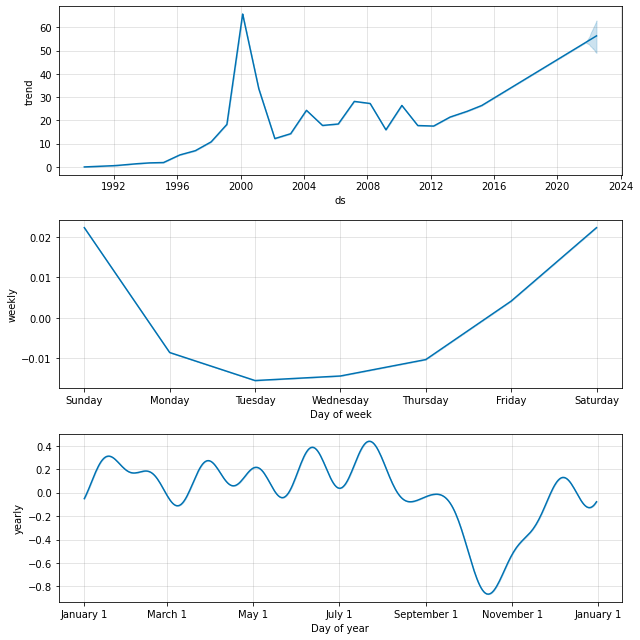 60
50
40
30
20
10
0
trend
1992 1996 2000 2004 2008 2012 2016 2020 2024
ds
0.02
0.01
0.00
−0.01
weekly
Sunday Monday Tuesday Wednesday Thursday Friday Saturday
Day of week
0.4
0.2
0.0
−0.2
−0.4
−0.6
−0.8
yearly
January 1 March 1 May 1 July 1 September 1 November 1 January 1
Day of year